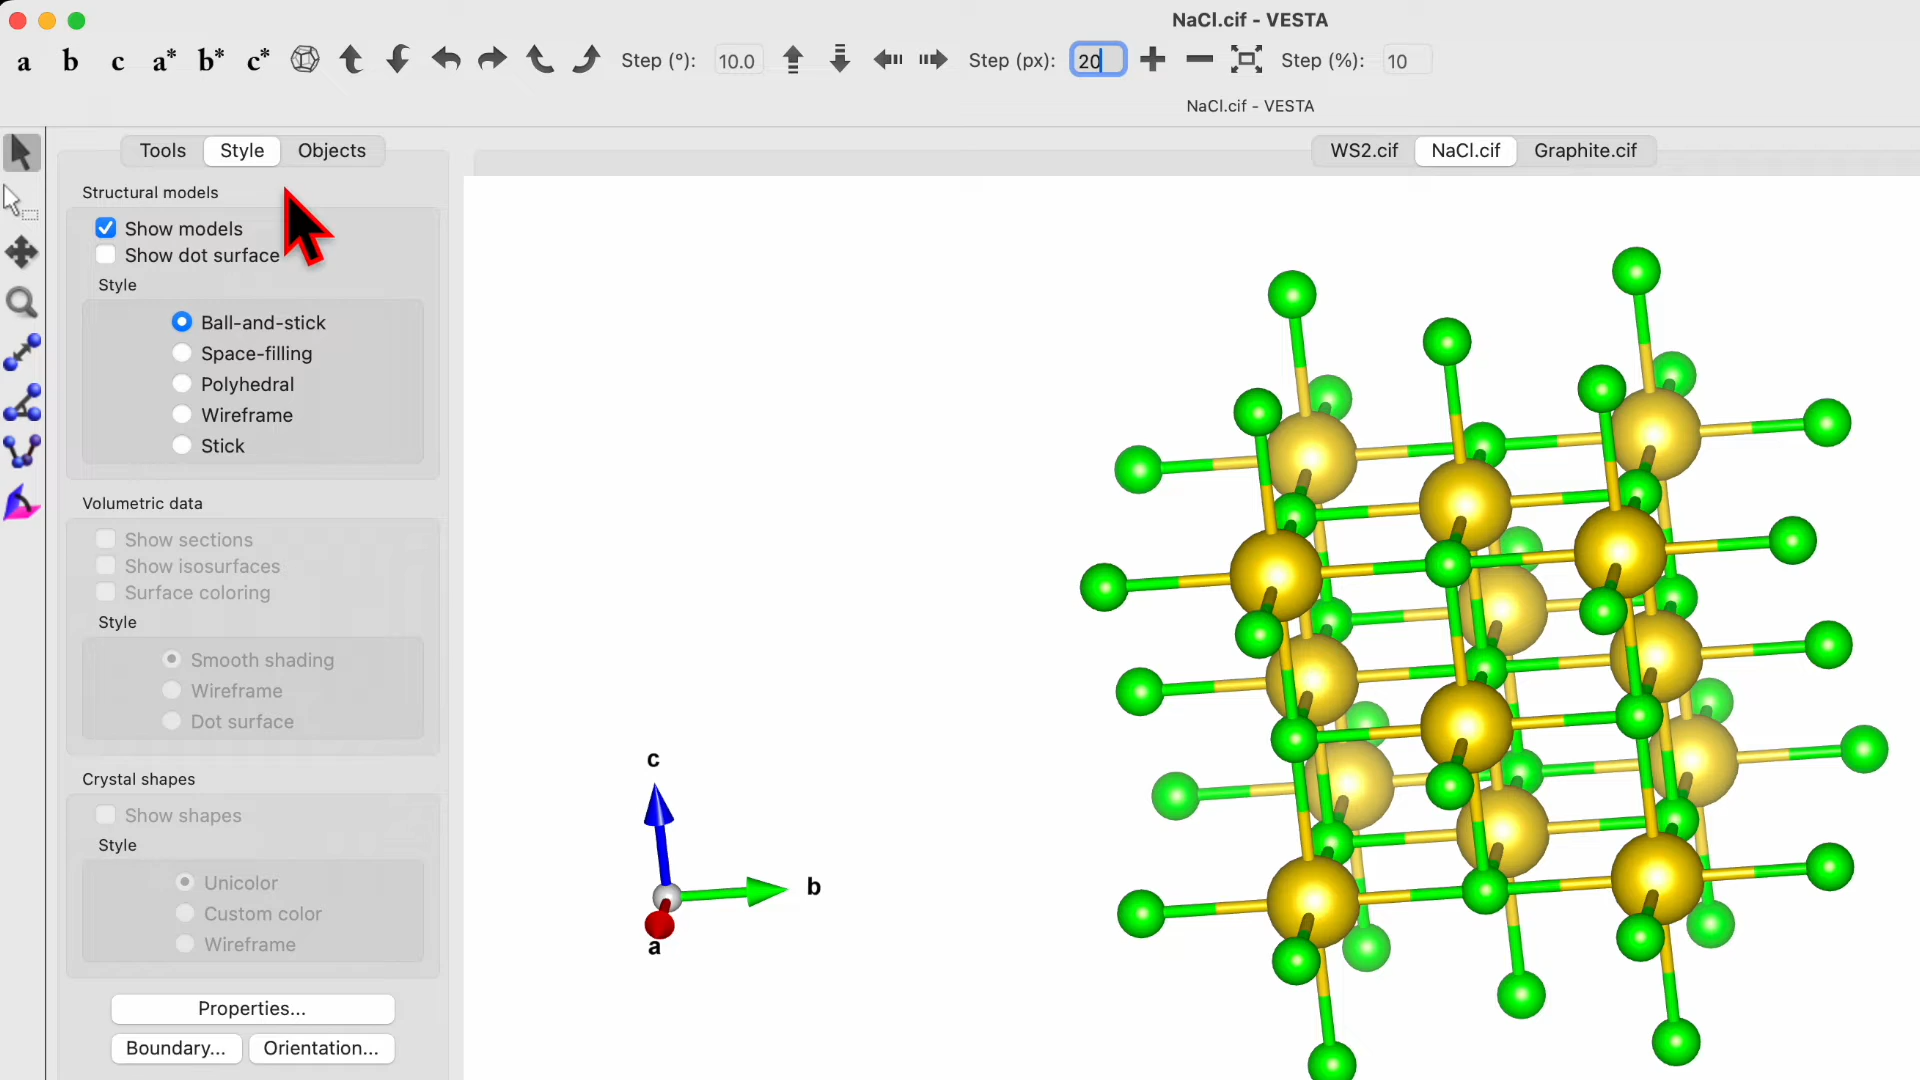 NaCl.cif - VESTA
a b c a* b* c* Step (°): 10.0 Step (px): 20 Step (%): 10
NaCl.cif - VESTA
Tools Style Objects
WS2.cif NaCl.cif Graphite.cif
Structural models
Show models
Show dot surface
Style
Ball-and-stick
Space-filling
Polyhedral
Wireframe
Stick
Volumetric data
Show sections
Show isosurfaces
Surface coloring
Style
Smooth shading
Wireframe
Dot surface
Crystal shapes
Show shapes
Style
Unicolor
Custom color
Wireframe
Properties...
Boundary... Orientation...
c
b
a